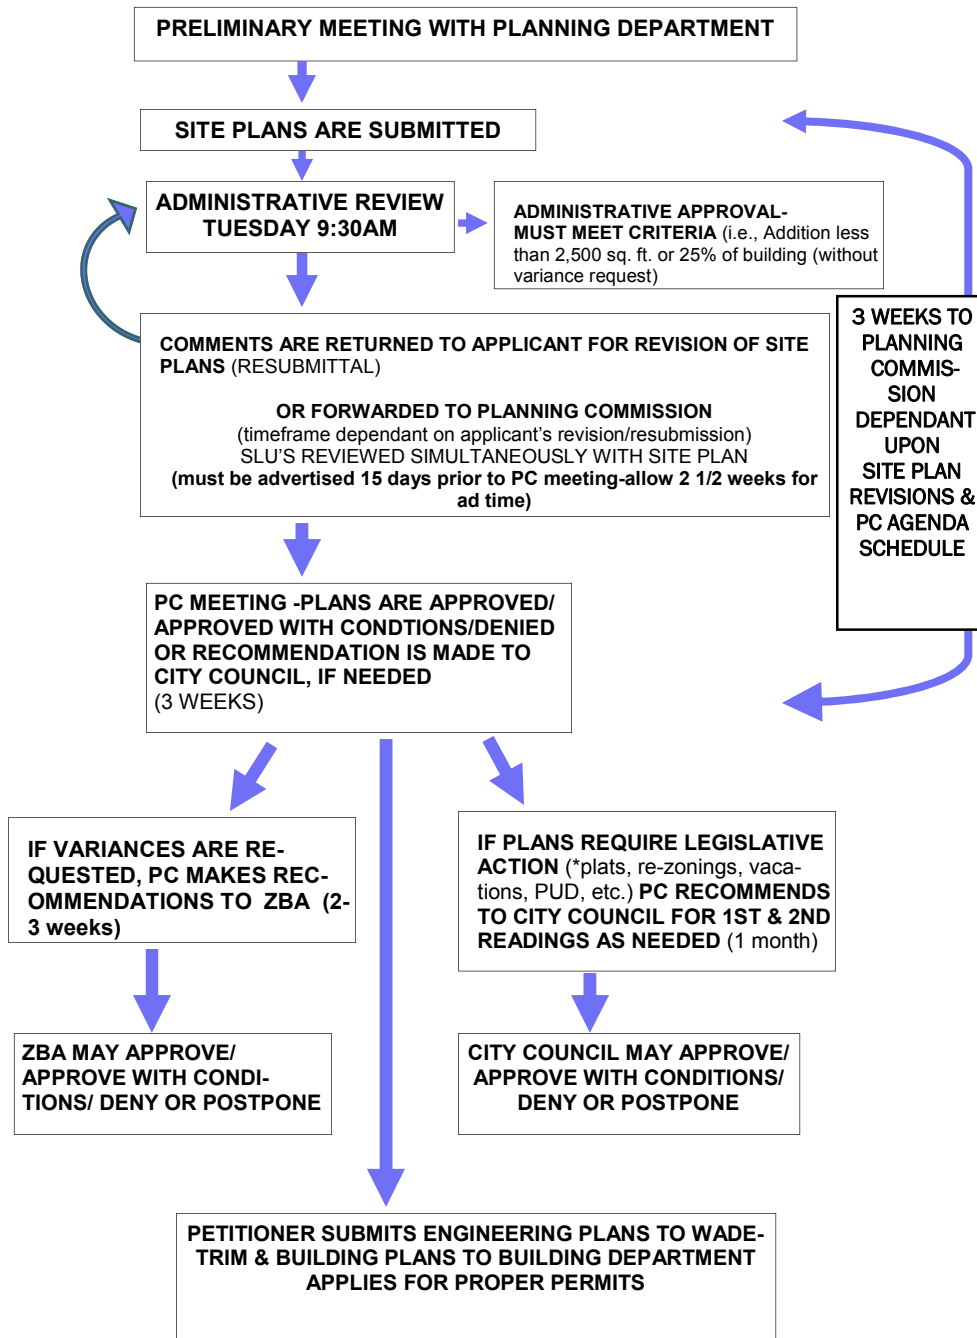 PRELIMINARY MEETING WITH PLANNING DEPARTMENT
SITE PLANS ARE SUBMITTED
ADMINISTRATIVE REVIEW
TUESDAY 9:30AM
ADMINISTRATIVE APPROVAL-
MUST MEET CRITERIA (i.e., Addition less
than 2,500 sq. ft. or 25% of building (without
variance request)
3 WEEKS TO
PLANNING
COMMIS-
SION
DEPENDANT
UPON
SITE PLAN
REVISIONS &
PC AGENDA
SCHEDULE
COMMENTS ARE RETURNED TO APPLICANT FOR REVISION OF SITE
PLANS (RESUBMITTAL)
OR FORWARDED TO PLANNING COMMISSION
(timeframe dependant on applicant's revision/resubmission)
SLU'S REVIEWED SIMULTANEOUSLY WITH SITE PLAN
(must be advertised 15 days prior to PC meeting-allow 2 1/2 weeks for
ad time)
PC MEETING -PLANS ARE APPROVED/
APPROVED WITH CONDTIONS/DENIED
OR RECOMMENDATION IS MADE TO
CITY COUNCIL, IF NEEDED
(3 WEEKS)
IF VARIANCES ARE RE-
QUESTED, PC MAKES REC-
OMMENDATIONS TO ZBA (2-
3 weeks)
IF PLANS REQUIRE LEGISLATIVE
ACTION (*plats, re-zonings, vaca-
tions, PUD, etc.) PC RECOMMENDS
TO CITY COUNCIL FOR 1ST & 2ND
READINGS AS NEEDED (1 month)
ZBA MAY APPROVE/
APPROVE WITH CONDI-
TIONS/ DENY OR POSTPONE
CITY COUNCIL MAY APPROVE/
APPROVE WITH CONDITIONS/
DENY OR POSTPONE
PETITIONER SUBMITS ENGINEERING PLANS TO WADE-
TRIM & BUILDING PLANS TO BUILDING DEPARTMENT
APPLIES FOR PROPER PERMITS